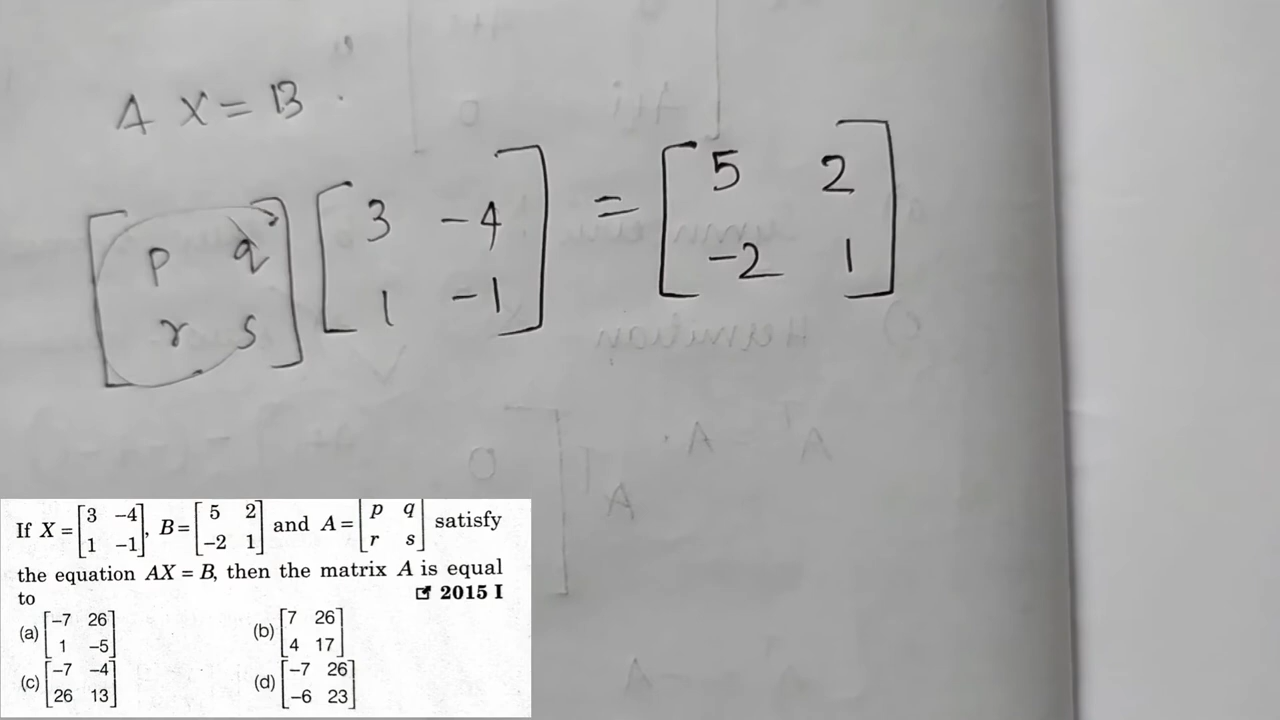 A X = B
[p q] [3 -4] = [5 2]
[r s] [1 -1] [-2 1]
If X = [3 -4], B = [5 2] and A = [p q] satisfy
[1 -1] [-2 1] [r s]
the equation AX = B, then the matrix A is equal
to 2015 I
(a) [-7 26]
[1 -5]
(b) [7 26]
[4 17]
(c) [-7 -4]
[26 13]
(d) [-7 26]
[-6 23]